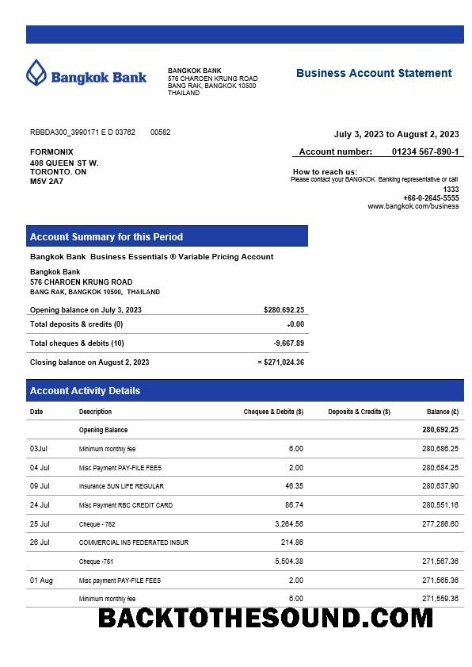 Bangkok Bank
BANGKOK BANK
576 CHAROEN KRUNG ROAD
BANG RAK, BANGKOK 10500
THAILAND
Business Account Statement
RBBDA300_3990171 E D 03762 00582
July 3, 2023 to August 2, 2023
FORMONIX
408 QUEEN ST W.
TORONTO. ON
M5V 2A7
Account number: 01234 567-890-1
How to reach us:
Please contact your BANGKOK Banking representative or call
1333
+66-0-2645-5555
www.bangkok.com/business
Account Summary for this Period
Bangkok Bank Business Essentials ® Variable Pricing Account
Bangkok Bank
576 CHAROEN KRUNG ROAD
BANG RAK, BANGKOK 10500, THAILAND
Opening balance on July 3, 2023 $280.692.25
Total deposits & credits (0) +0.00
Total cheques & debits (10) -9,667.89
Closing balance on August 2, 2023 = $271,024.36
Account Activity Details
Date Description Cheques & Debits ($) Deposits & Credits ($) Balance (£)
Opening Balance 280,692.25
03Jul Minimum monthly fee 6.00 280,686.25
04 Jul Misc Payment PAY-FILE FEES 2.00 280,684.25
09 Jul Insurance SUN LIFE REGULAR 46.35 280,637.90
24 Jul Misc Payment RBC CREDIT CARD 86.74 280,551.16
25 Jul Cheque - 762 3,264.56 277,286.60
26 Jul COMMERCIAL INS FEDERATED INSUR 214.86
Cheque -761 5,504.38 271,567.36
01 Aug Misc payment PAY-FILE FEES 2.00 271,565.36
Minimum monthly fee 6.00 271,559.36
BACKTOTHESOUND.COM